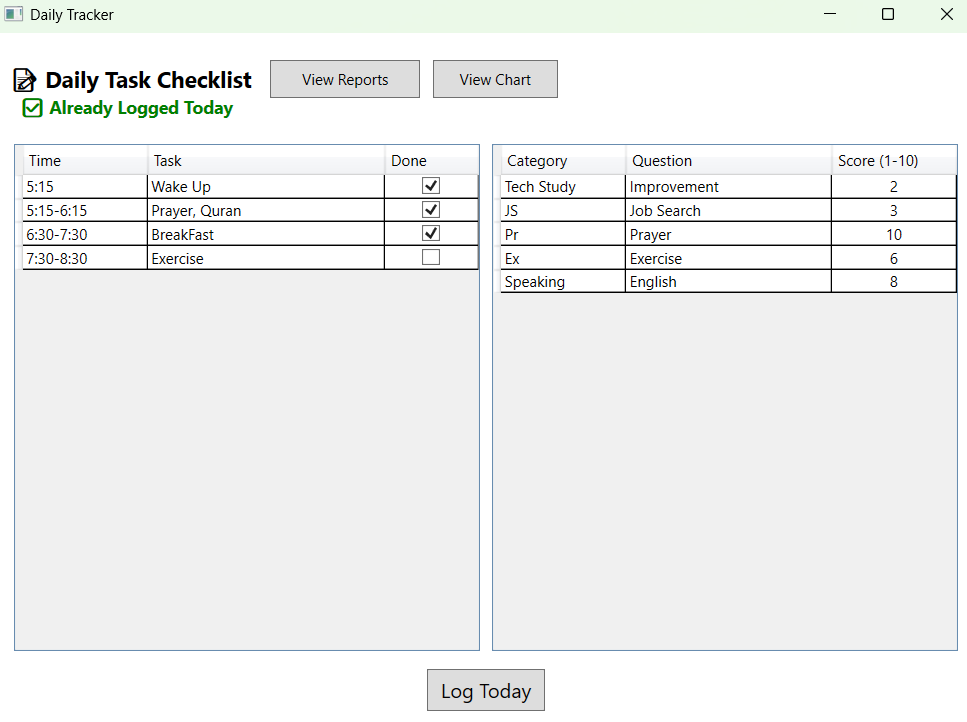 Daily Tracker
Daily Task Checklist
View Reports
View Chart
Already Logged Today
Time Task Done
5:15 Wake Up
5:15-6:15 Prayer, Quran
6:30-7:30 BreakFast
7:30-8:30 Exercise
Category Question Score (1-10)
Tech Study Improvement 2
JS Job Search 3
Pr Prayer 10
Ex Exercise 6
Speaking English 8
Log Today